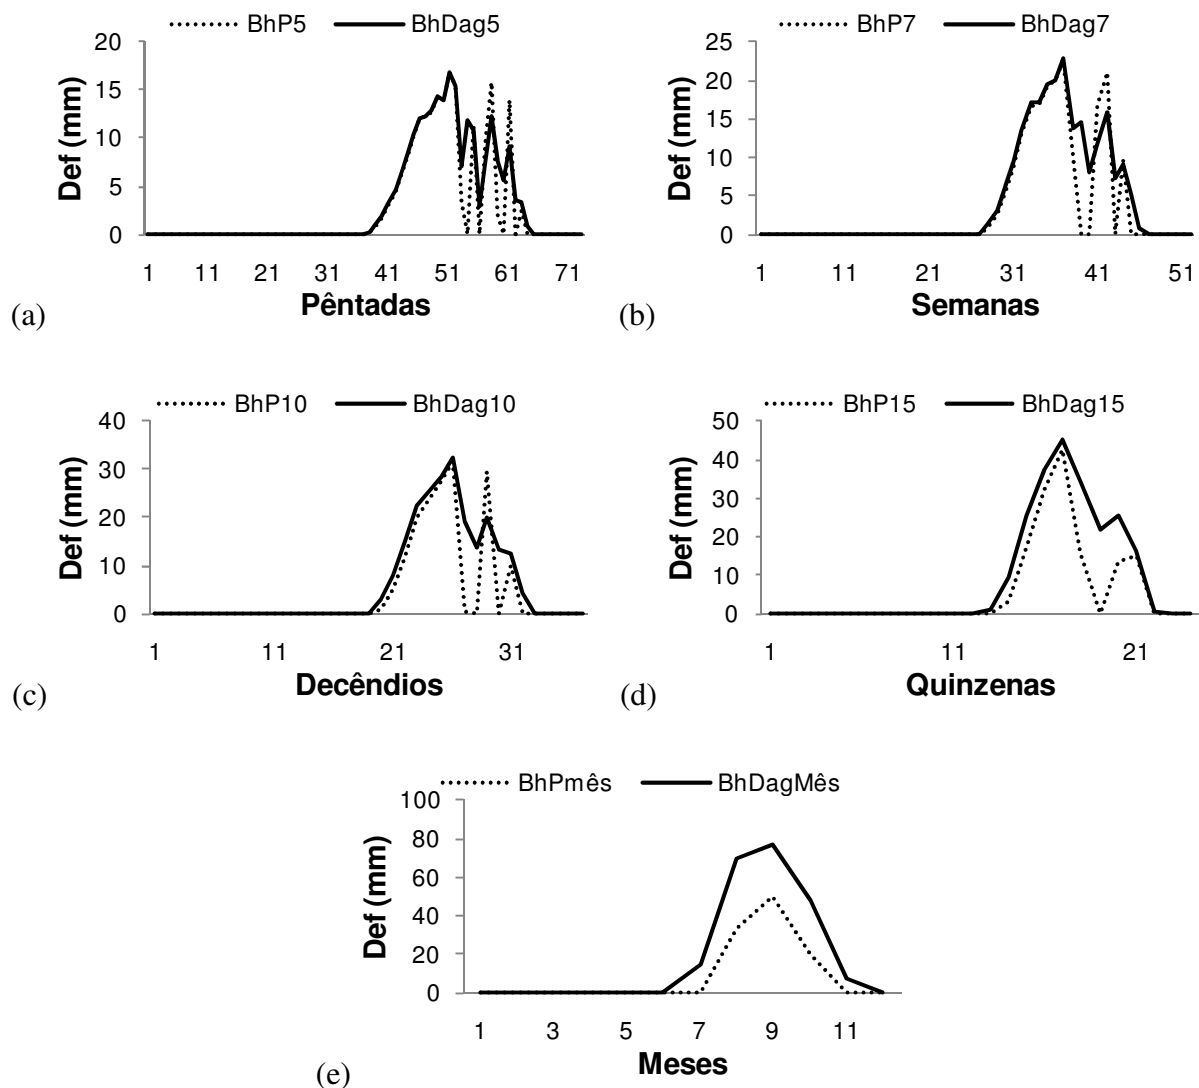 BhP5 BhDag5
20
15
10
5
0
Def (mm)
1 11 21 31 41 51 61 71
Pêntadas
(a)
BhP7 BhDag7
25
20
15
10
5
0
Def (mm)
1 11 21 31 41 51
Semanas
(b)
BhP10 BhDag10
40
30
20
10
0
Def (mm)
1 11 21 31
Decêndios
(c)
BhP15 BhDag15
50
40
30
20
10
0
Def (mm)
1 11 21
Quinzenas
(d)
BhPmês BhDagMês
100
80
60
40
20
0
Def (mm)
1 3 5 7 9 11
Meses
(e)